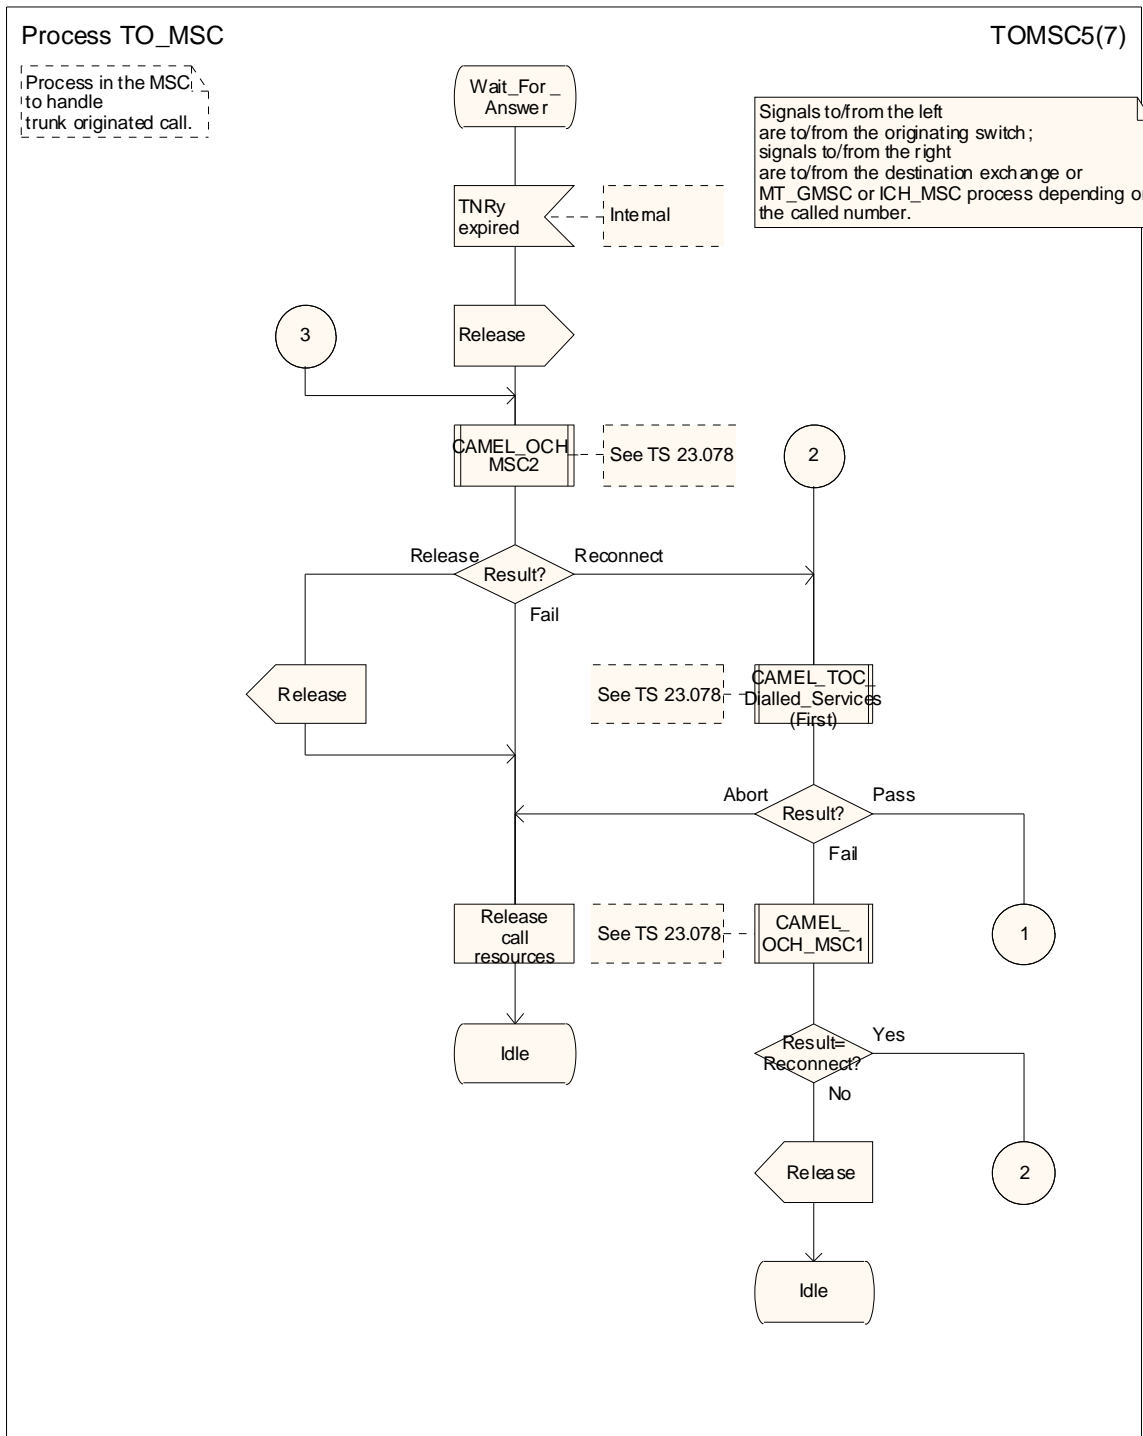 Process TO_MSC
TOMSC5(7)
Process in the MSC
to handle
trunk originated call.
Wait_For_
Answer
Signals to/from the left
are to/from the originating switch;
signals to/from the right
are to/from the destination exchange or
MT_GMSC or ICH_MSC process depending o
the called number.
TNRy
expired
Internal
3
Release
CAMEL_OCH_
MSC2
See TS 23.078
2
Release
Reconnect
Result?
Fail
Release
See TS 23.078
CAMEL_TOC_
Dialled_Services
(First)
Abort
Pass
Result?
Fail
Release
call
resources
See TS 23.078
CAMEL_
OCH_MSC1
1
Idle
Result=
Reconnect?
Yes
No
Release
2
Idle